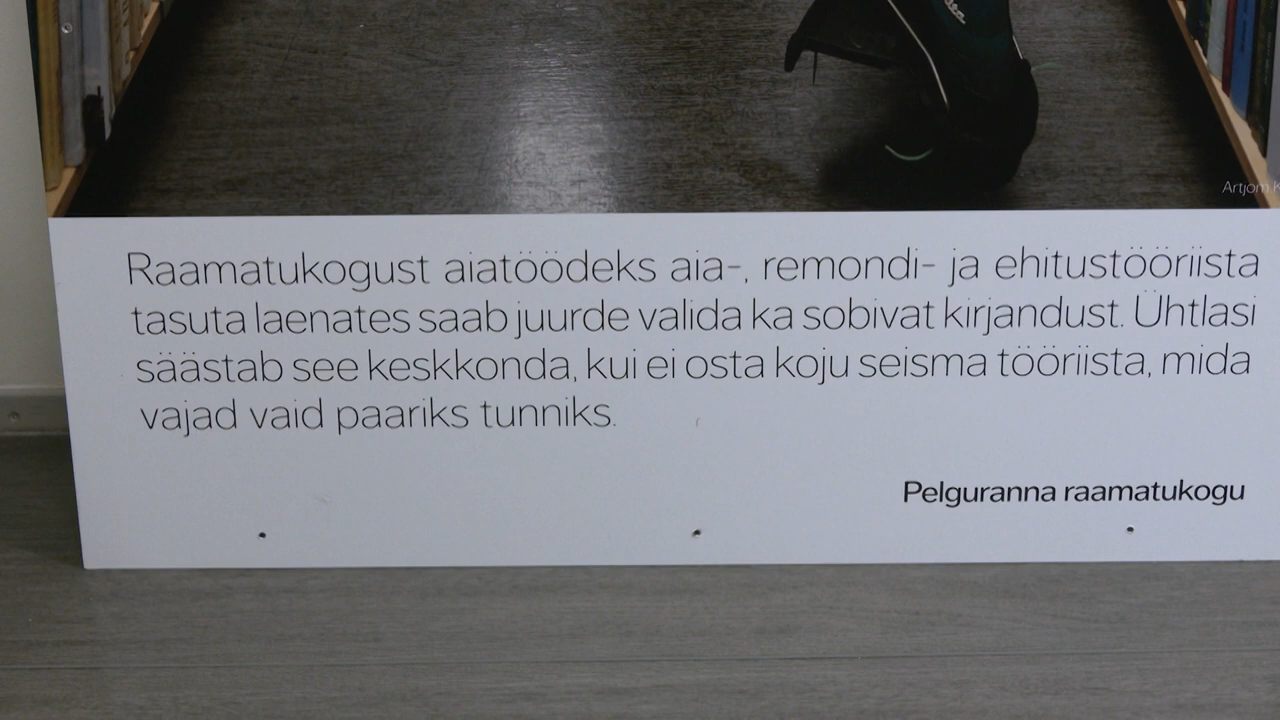 Artjom
Raamatukogust aiatöödeks aia-, remondi- ja ehitustööriista
tasuta laenates saab juurde valida ka sobivat kirjandust. Ühtlasi
säästab see keskkonda, kui ei osta koju seisma tööriista, mida
vajad vaid paariks tunniks.
Pelguranna raamatukogu